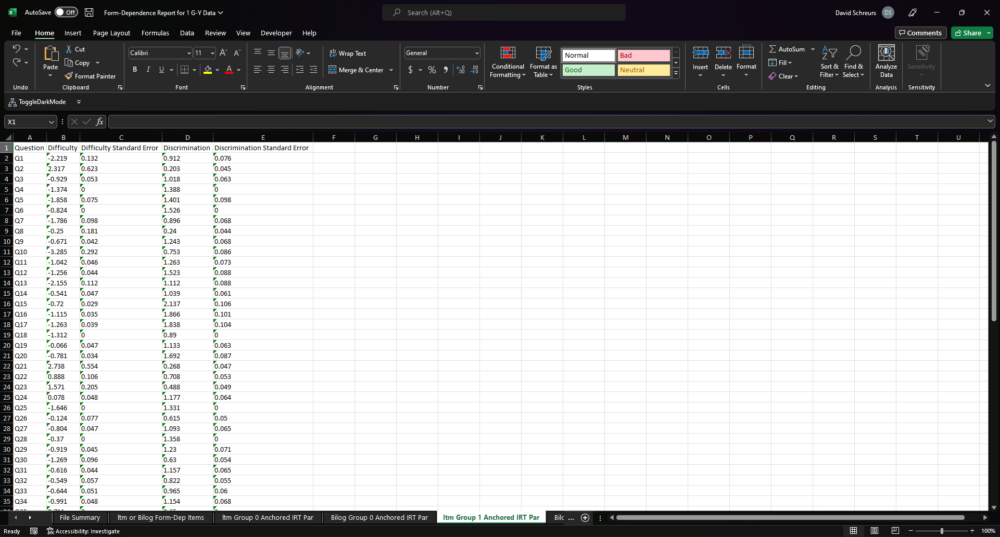 AutoSave Off Form-Dependence Report for 1 G-Y Data Search (Alt+Q) David Schreurs DS
File Home Insert Page Layout Formulas Data Review View Developer Help Comments Share
Paste Cut Copy Format Painter
Calibri 11 B I U A A A
Wrap Text Merge & Center
General $ % 9
Conditional Formatting Format as Table
Normal Bad Good Neutral
Insert Delete Format
AutoSum Fill Clear Sort & Filter Find & Select
Analyze Data Sensitivity
Undo Clipboard Font Alignment Number Styles Cells Editing Analysis Sensitivity
ToggleDarkMode
X1 fx
A B C D E F G H I J K L M N O P Q R S T U
1 Question Difficulty Difficulty Standard Error Discrimination Discrimination Standard Error
2 Q1 -2.219 0.132 0.912 0.076
3 Q2 2.317 0.623 0.203 0.045
4 Q3 -0.929 0.053 1.018 0.063
5 Q4 -1.374 0 1.388 0
6 Q5 -1.858 0.075 1.401 0.098
7 Q6 -0.824 0 1.526 0
8 Q7 -1.786 0.098 0.896 0.068
9 Q8 -0.25 0.181 0.24 0.044
10 Q9 -0.671 0.042 1.243 0.068
11 Q10 -3.285 0.292 0.753 0.086
12 Q11 -1.042 0.046 1.263 0.073
13 Q12 -1.256 0.044 1.523 0.088
14 Q13 -2.155 0.112 1.112 0.088
15 Q14 -0.541 0.047 1.039 0.061
16 Q15 -0.72 0.029 2.137 0.106
17 Q16 -1.115 0.035 1.866 0.101
18 Q17 -1.263 0.039 1.838 0.104
19 Q18 -1.312 0 0.89 0
20 Q19 -0.066 0.047 1.133 0.063
21 Q20 -0.781 0.034 1.692 0.087
22 Q21 2.738 0.554 0.268 0.047
23 Q22 0.888 0.106 0.708 0.053
24 Q23 1.571 0.205 0.488 0.049
25 Q24 0.078 0.048 1.177 0.064
26 Q25 -1.646 0 1.331 0
27 Q26 -0.124 0.077 0.615 0.05
28 Q27 -0.804 0.047 1.093 0.065
29 Q28 -0.37 0 1.358 0
30 Q29 -0.919 0.045 1.23 0.071
31 Q30 -1.269 0.096 0.63 0.054
32 Q31 -0.616 0.044 1.157 0.065
33 Q32 -0.549 0.057 0.822 0.055
34 Q33 -0.644 0.051 0.965 0.06
35 Q34 -0.991 0.048 1.154 0.068
File Summary ltm or Bilog Form-Dep Items ltm Group 0 Anchored IRT Par Bilog Group 0 Anchored IRT Par ltm Group 1 Anchored IRT Par Bilc ...
Ready Accessibility: Investigate 100%